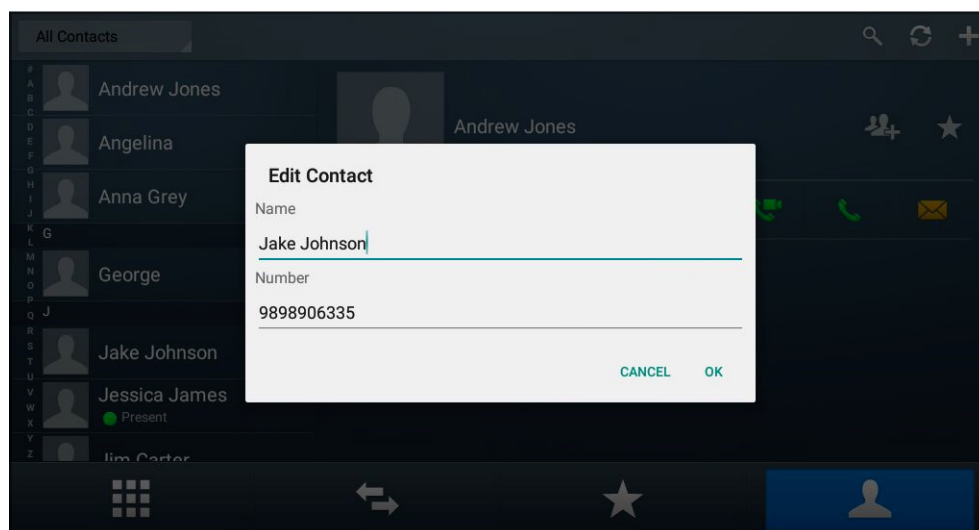 All Contacts
#
A
B
C
D
E
F
G
H
I
J
K
L
M
N
O
P
Q
R
S
T
U
V
W
X
Y
Z
Andrew Jones
Angelina
Anna Grey
G
George
J
Jake Johnson
Jessica James
Present
Jim Carter
Andrew Jones
Edit Contact
Name
Jake Johnson
Number
9898906335
CANCEL OK